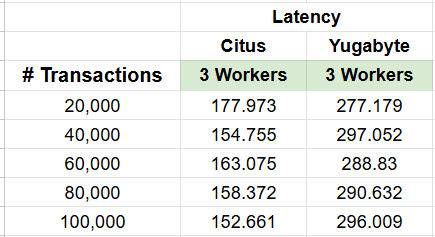 Latency
Citus Yugabyte
# Transactions 3 Workers 3 Workers
20,000 177.973 277.179
40,000 154.755 297.052
60,000 163.075 288.83
80,000 158.372 290.632
100,000 152.661 296.009